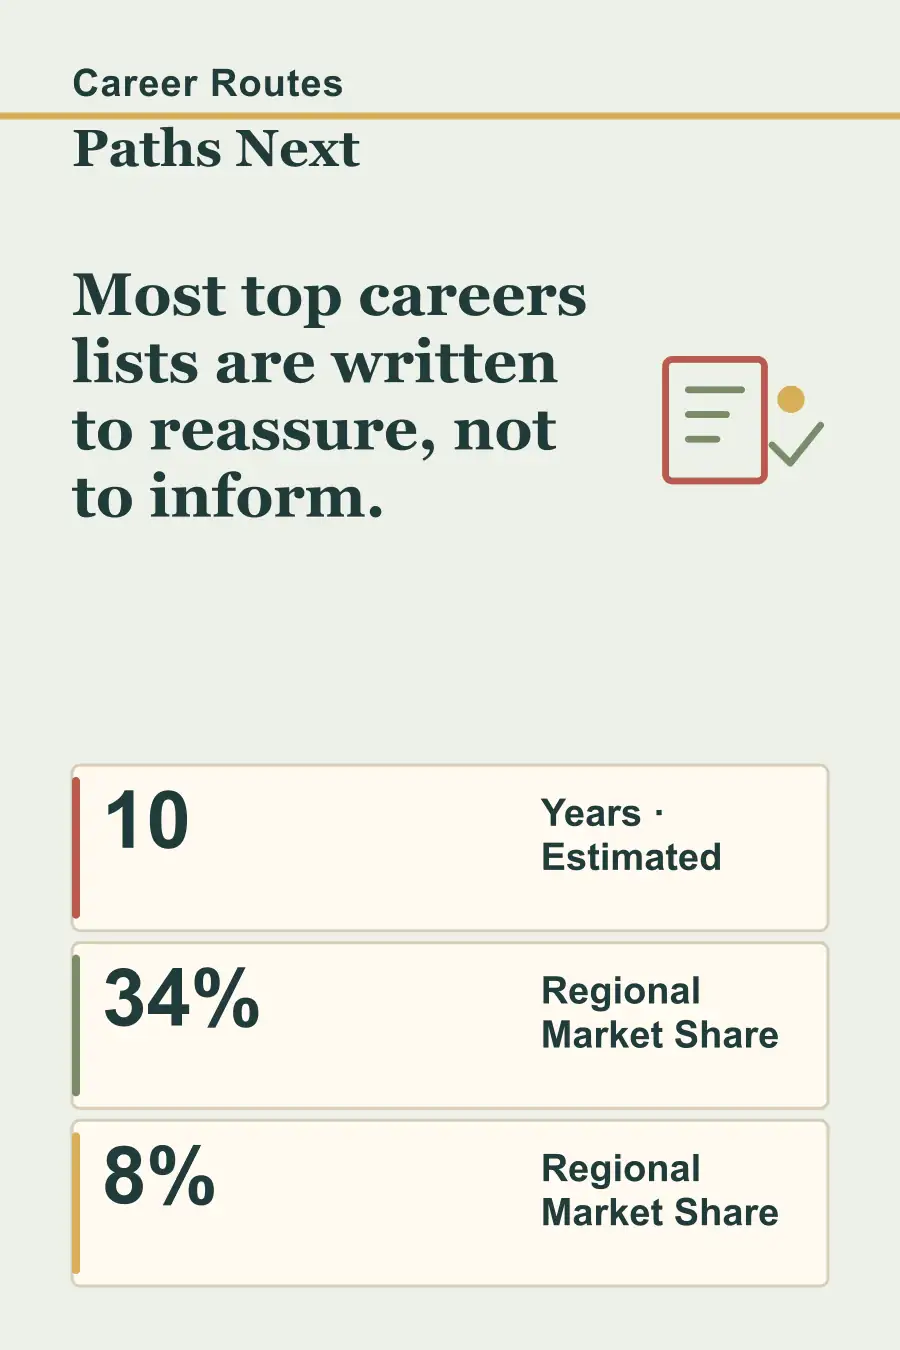 Career Routes
Paths Next
Most top careers
lists are written
to reassure, not
to inform.
10
Years ·
Estimated
34%
Regional
Market Share
8%
Regional
Market Share